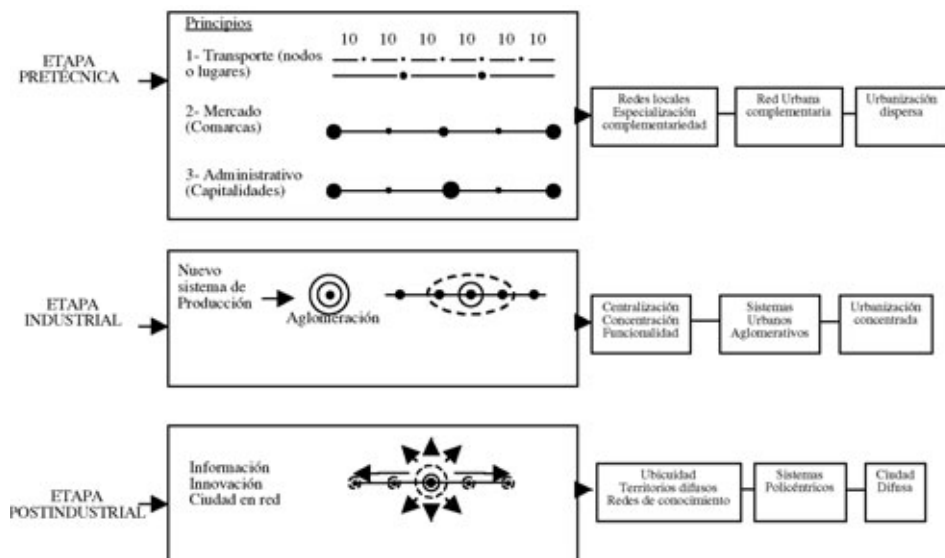 ETAPA
PRETÉCNICA
Principios
10 10 10 10 10 10
1- Transporte (nodos
o lugares)
2- Mercado
(Comarcas)
3- Administrativo
(Capitalidades)
Redes locales
Especialización
complementariedad
Red Urbana
complementaria
Urbanización
dispersa
ETAPA
INDUSTRIAL
Nuevo
sistema de
Producción
Aglomeración
Centralización
Concentración
Funcionalidad
Sistemas
Urbanos
Aglomerativos
Urbanización
concentrada
ETAPA
POSTINDUSTRIAL
Información
Innovación
Ciudad en red
Ubicuidad
Territorios difusos
Redes de conocimiento
Sistemas
Policéntricos
Ciudad
Difusa